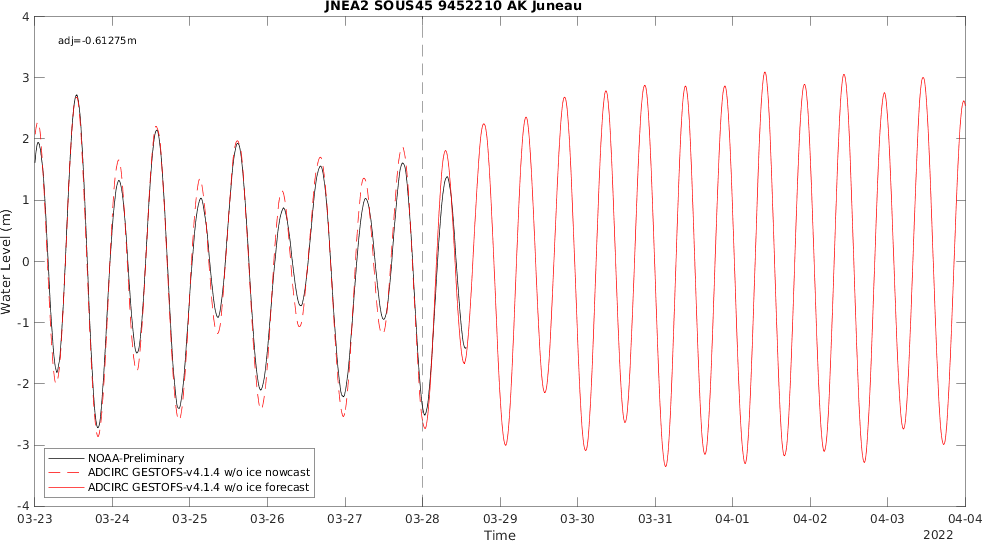 JNEA2 SOUS45 9452210 AK Juneau
adj=-0.61275m
4
3
2
1
0
-1
-2
-3
-4
Water Level (m)
NOAA-Preliminary
ADCIRC GESTOFS-v4.1.4 w/o ice nowcast
ADCIRC GESTOFS-v4.1.4 w/o ice forecast
03-23 03-24 03-25 03-26 03-27 03-28 03-29 03-30 03-31 04-01 04-02 04-03 04-04
Time
2022